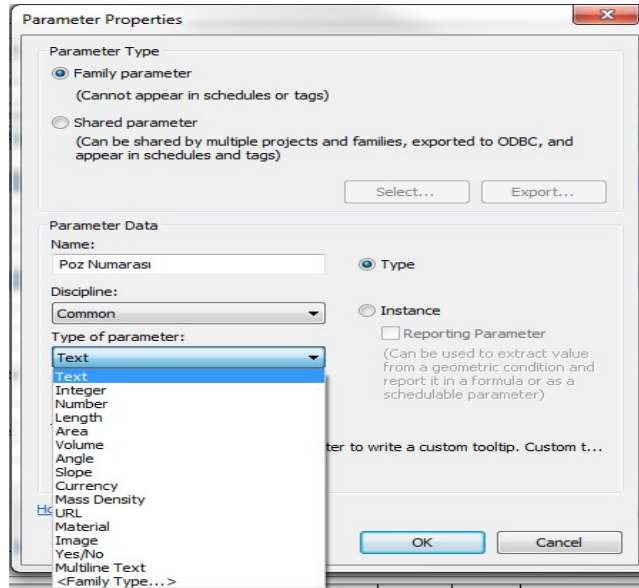 Parameter Properties
Parameter Type
Family parameter
(Cannot appear in schedules or tags)
Shared parameter
(Can be shared by multiple projects and families, exported to ODBC, and
appear in schedules and tags)
Select...
Export...
Parameter Data
Name:
Poz Numarası
Type
Discipline:
Common
Instance
Type of parameter:
Reporting Parameter
Text
(Can be used to extract value
from a geometric condition and
report it in a formula or as a
schedulable parameter)
Text
Integer
Number
Length
Area
Volume
ter to write a custom tooltip. Custom t...
Angle
Slope
Currency
Mass Density
URL
Material
Image
Yes/No
Multiline Text
<Family Type...>
Ho
OK
Cancel